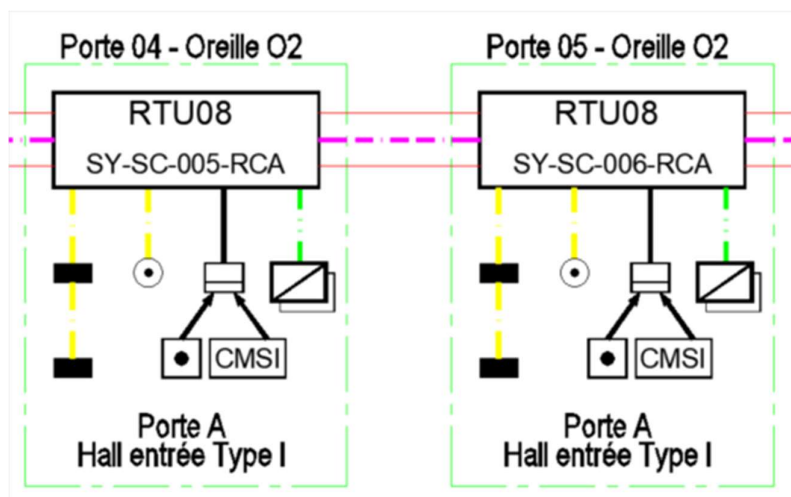 Porte 04 - Oreille O2
RTU08
SY-SC-005-RCA
CMSI
Porte A
Hall entrée Type I
Porte 05 - Oreille O2
RTU08
SY-SC-006-RCA
CMSI
Porte A
Hall entrée Type I